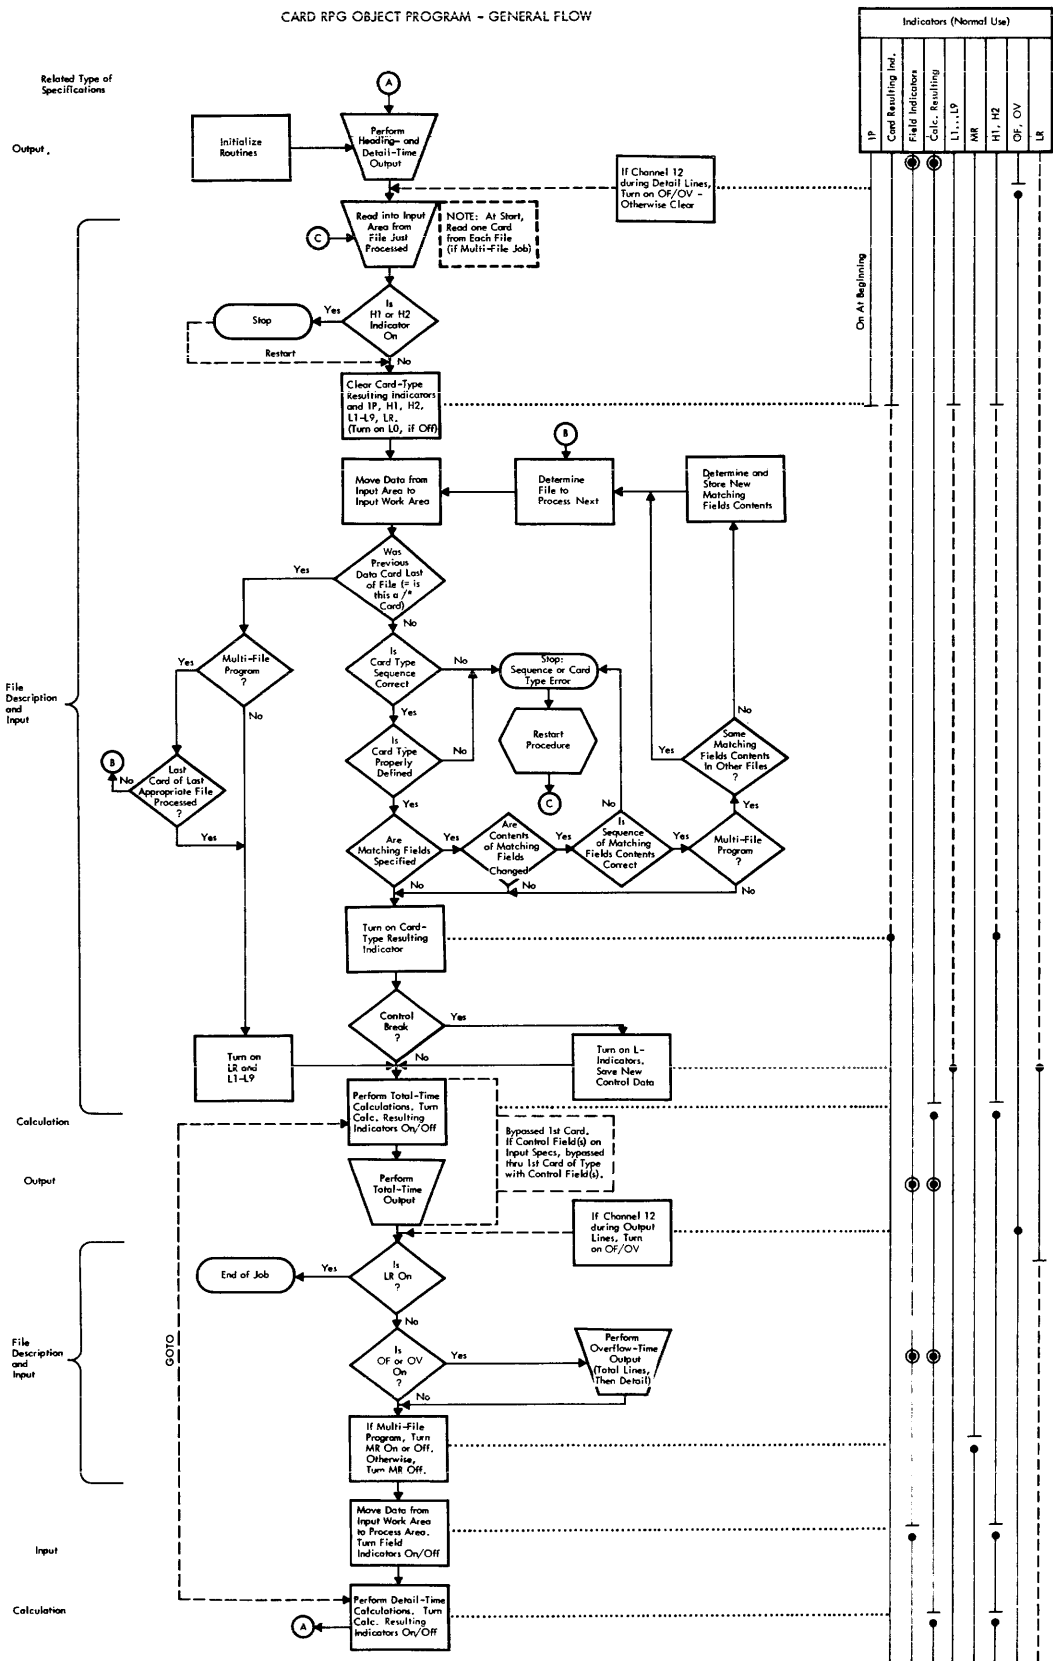 CARD RPG OBJECT PROGRAM - GENERAL FLOW
Indicators (Normal Use)
1P
Card Resulting Ind.
Field Indicators
Calc. Resulting
L1...L9
MR
H1, H2
OF, OV
LR
Related Type of
Specifications
A
Output.
Initialize
Routines
Perform
Heading- and
Detail-Time
Output
If Channel 12
during Detail Lines,
Turn on OF/OV -
Otherwise Clear
C
Read into Input
Area from
File Just
Processed
NOTE: At Start,
Read one Card
from Each File
(if Multi-File Job)
On At Beginning
Stop
Yes
Is
H1 or H2
Indicator
On
Restart
No
Clear Card-Type
Resulting Indicators
and 1P, H1, H2,
L1-L9, LR.
(Turn on L0, if Off)
B
Move Data from
Input Area to
Input Work Area
Determine
File to
Process Next
Determine and
Store New
Matching
Fields Contents
Yes
Was
Previous
Data Card Last
of File (= is
this a /*
Card)
No
File
Description
and
Input
Yes
Multi-File
Program
?
No
Is
Card Type
Sequence
Correct
No
Stop:
Sequence or Card
Type Error
Yes
No
B
No
Last
Card of Last
Appropriate File
Processed
?
Yes
Is
Card Type
Properly
Defined
No
Restart
Procedure
C
Yes
Same
Matching
Fields Contents
In Other Files
?
Yes
Yes
Are
Matching Fields
Specified
Yes
Are
Contents
of Matching
Fields
Changed
Yes
No
Is
Sequence
of Matching
Fields Contents
Correct
Yes
Multi-File
Program
?
No
No
No
Turn on Card-
Type Resulting
Indicator
Control
Break
?
Yes
No
Turn on
LR and
L1-L9
Turn on L-
Indicators.
Save New
Control Data
Calculation
Perform Total-Time
Calculations. Turn
Calc. Resulting
Indicators On/Off
Bypassed 1st Card.
If Control Field(s) on
Input Specs, bypassed
thru 1st Card of Type
with Control Field(s).
Output
Perform
Total-Time
Output
If Channel 12
during Output
Lines, Turn
on OF/OV
End of Job
Yes
Is
LR On
?
No
File
Description
and
Input
GOTO
Is
OF or OV
On
?
Yes
Perform
Overflow-Time
Output
(Total Lines,
Then Detail)
No
If Multi-File
Program, Turn
MR On or Off.
Otherwise,
Turn MR Off.
Input
Move Data from
Input Work Area
to Process Area.
Turn Field
Indicators On/Off
Calculation
A
Perform Detail-Time
Calculations. Turn
Calc. Resulting
Indicators On/Off